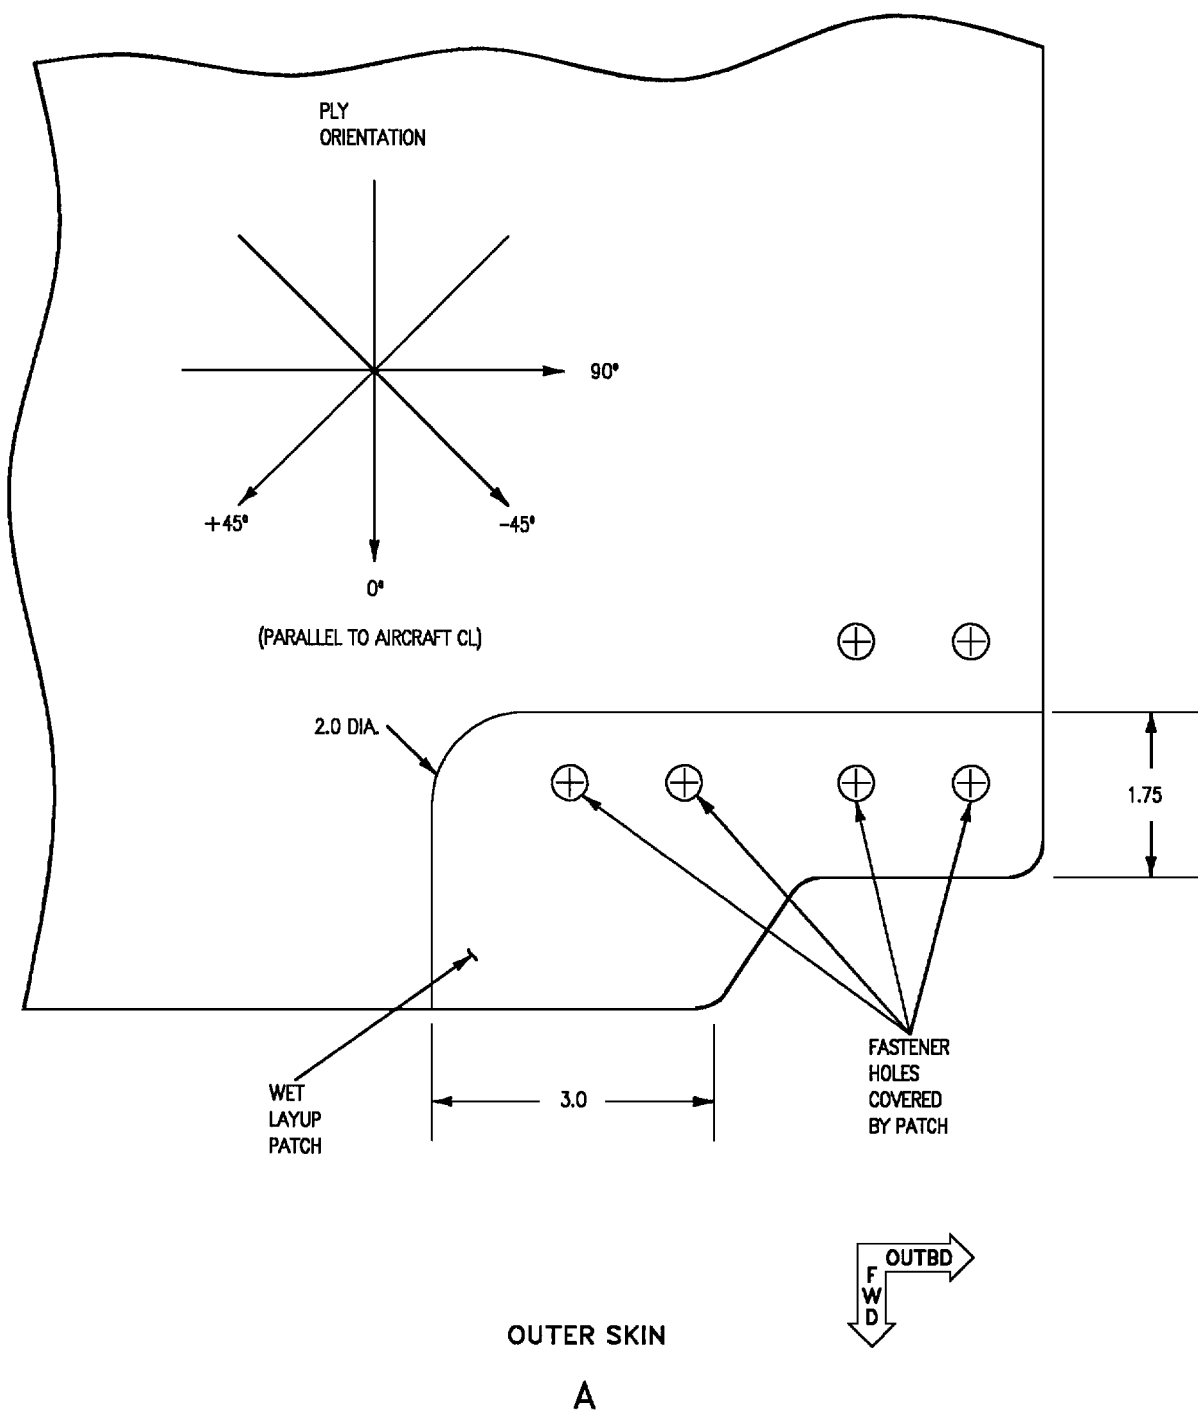 PLY
ORIENTATION
90°
+45°
-45°
0°
(PARALLEL TO AIRCRAFT CL)
2.0 DIA.
1.75
WET
LAYUP
PATCH
3.0
FASTENER
HOLES
COVERED
BY PATCH
OUTBD
FWD
OUTER SKIN
A